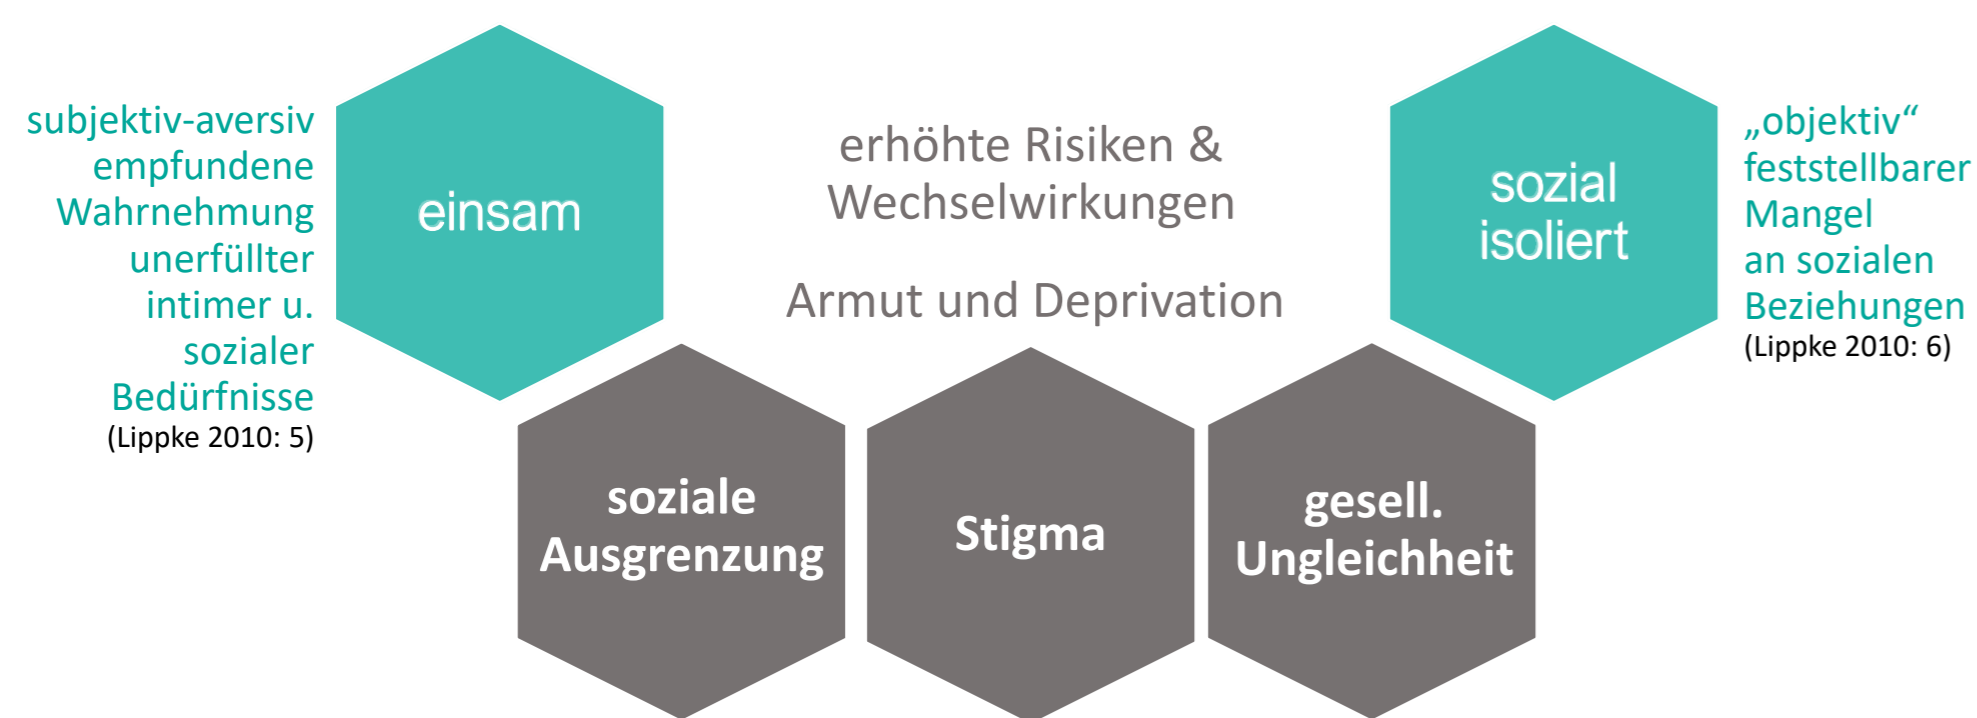 subjektiv-aversiv
empfundene
Wahrnehmung
unerfüllter
intimer u.
sozialer
Bedürfnisse
(Lippke 2010: 5)
einsam
erhöhte Risiken &
Wechselwirkungen
Armut und Deprivation
sozial
isoliert
„objektiv“
feststellbarer
Mangel
an sozialen
Beziehungen
(Lippke 2010: 6)
soziale
Ausgrenzung
Stigma
gesell.
Ungleichheit